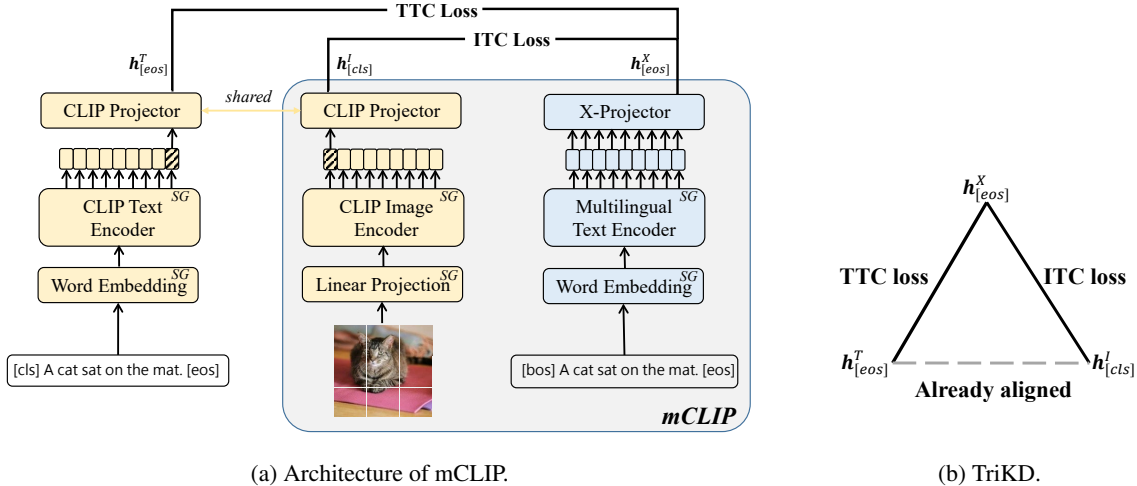 TTC Loss
ITC Loss
h^T_[eos]
h^I_[cls]
h^X_[eos]
CLIP Projector
shared
CLIP Projector
X-Projector
SG
CLIP Text
Encoder
SG
CLIP Image
Encoder
SG
Multilingual
Text Encoder
SG
Word Embedding
SG
Linear Projection
SG
Word Embedding
[cls] A cat sat on the mat. [eos]
[bos] A cat sat on the mat. [eos]
mCLIP
(a) Architecture of mCLIP.
h^X_[eos]
TTC loss
ITC loss
h^T_[eos]
h^I_[cls]
Already aligned
(b) TriKD.